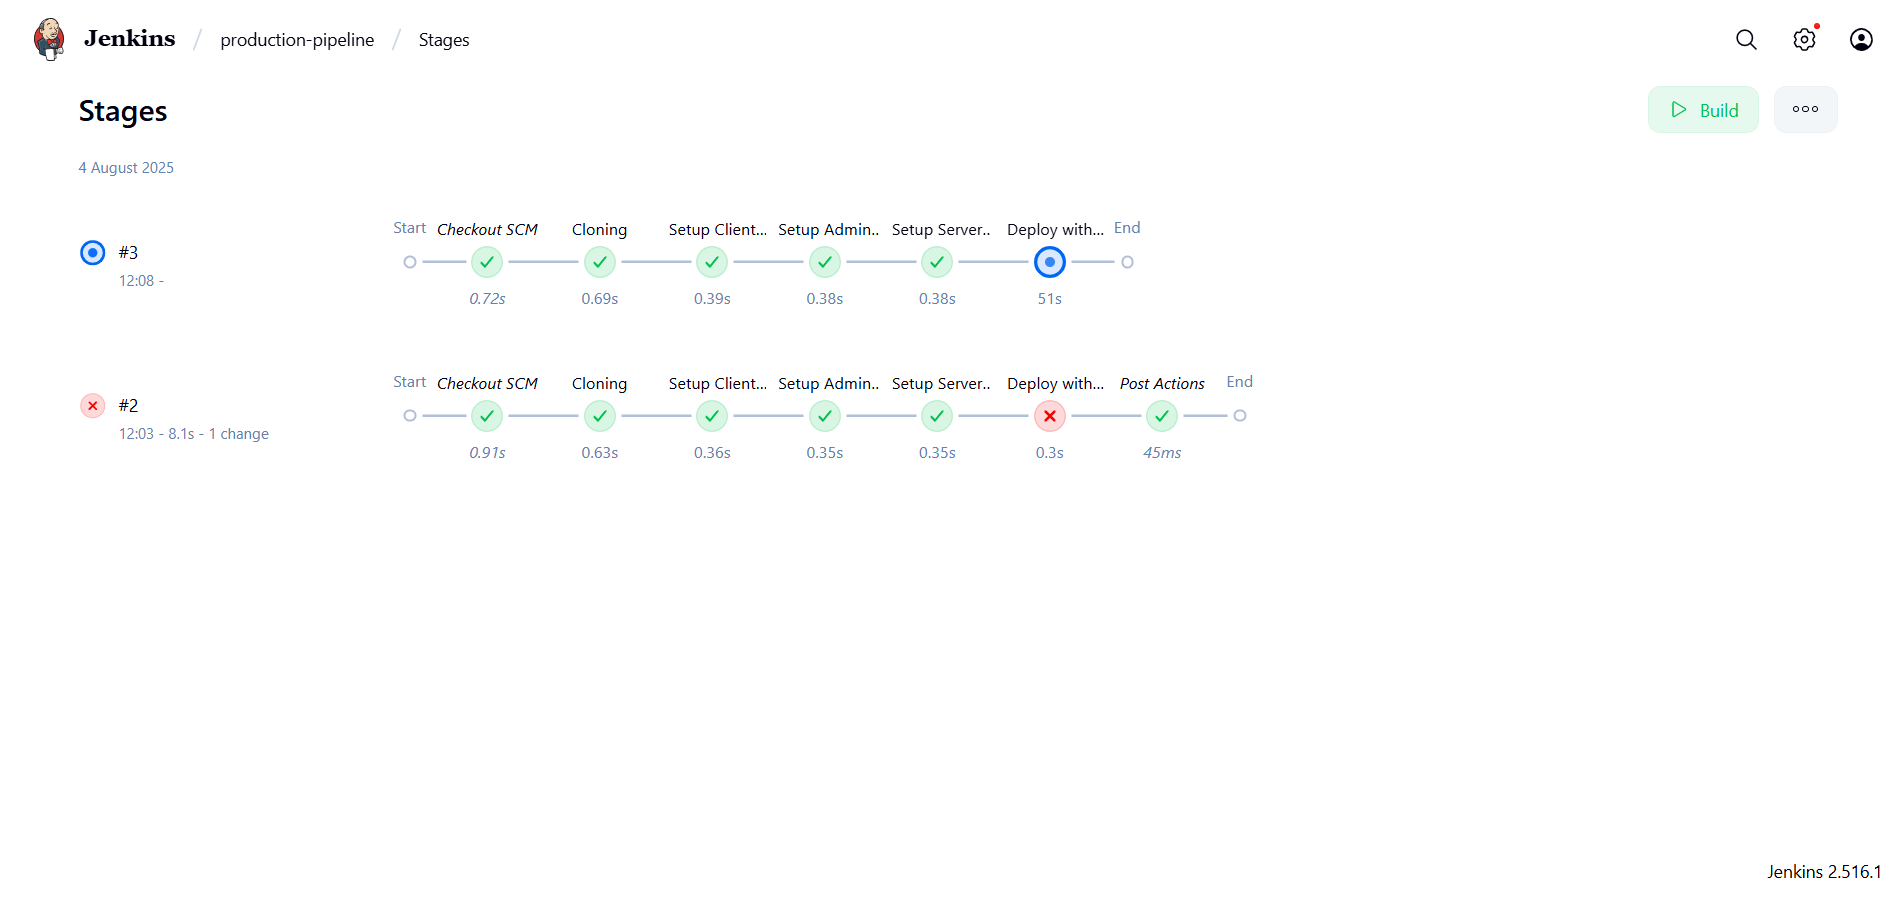 Jenkins / production-pipeline / Stages
Stages
Build
4 August 2025
Start Checkout SCM Cloning Setup Client... Setup Admin.. Setup Server.. Deploy with... End
#3
12:08 -
0.72s 0.69s 0.39s 0.38s 0.38s 51s
Start Checkout SCM Cloning Setup Client... Setup Admin.. Setup Server.. Deploy with... Post Actions End
#2
12:03 - 8.1s - 1 change
0.91s 0.63s 0.36s 0.35s 0.35s 0.3s 45ms
Jenkins 2.516.1